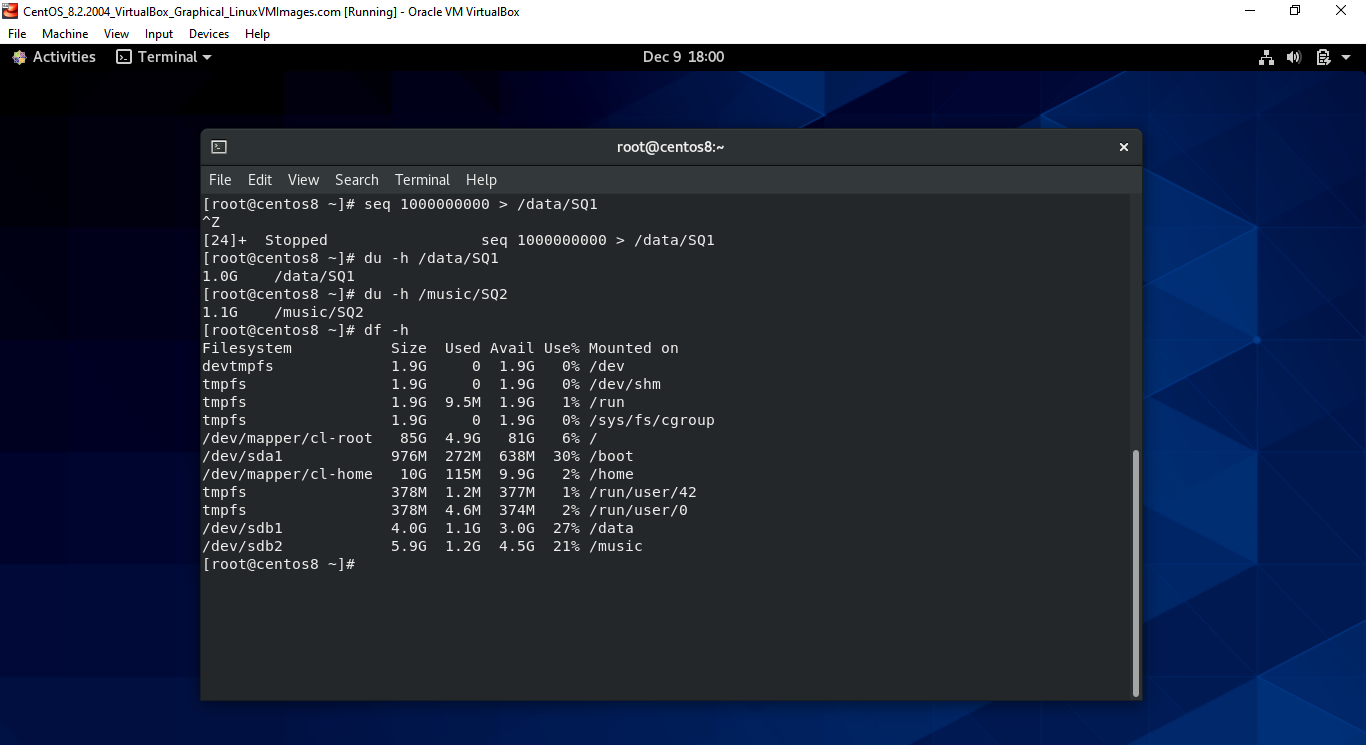 CentOS_8.2.2004_VirtualBox_Graphical_LinuxVMImages.com [Running] - Oracle VM VirtualBox
File Machine View Input Devices Help
Activities Terminal Dec 9 18:00
root@centos8:~
File Edit View Search Terminal Help
[root@centos8 ~]# seq 1000000000 > /data/SQ1
^Z
[24]+  Stopped                 seq 1000000000 > /data/SQ1
[root@centos8 ~]# du -h /data/SQ1
1.0G    /data/SQ1
[root@centos8 ~]# du -h /music/SQ2
1.1G    /music/SQ2
[root@centos8 ~]# df -h
Filesystem           Size  Used Avail Use% Mounted on
devtmpfs             1.9G     0  1.9G   0% /dev
tmpfs                1.9G     0  1.9G   0% /dev/shm
tmpfs                1.9G  9.5M  1.9G   1% /run
tmpfs                1.9G     0  1.9G   0% /sys/fs/cgroup
/dev/mapper/cl-root   85G  4.9G   81G   6% /
/dev/sda1            976M  272M  638M  30% /boot
/dev/mapper/cl-home   10G  115M  9.9G   2% /home
tmpfs                378M  1.2M  377M   1% /run/user/42
tmpfs                378M  4.6M  374M   2% /run/user/0
/dev/sdb1            4.0G  1.1G  3.0G  27% /data
/dev/sdb2            5.9G  1.2G  4.5G  21% /music
[root@centos8 ~]#